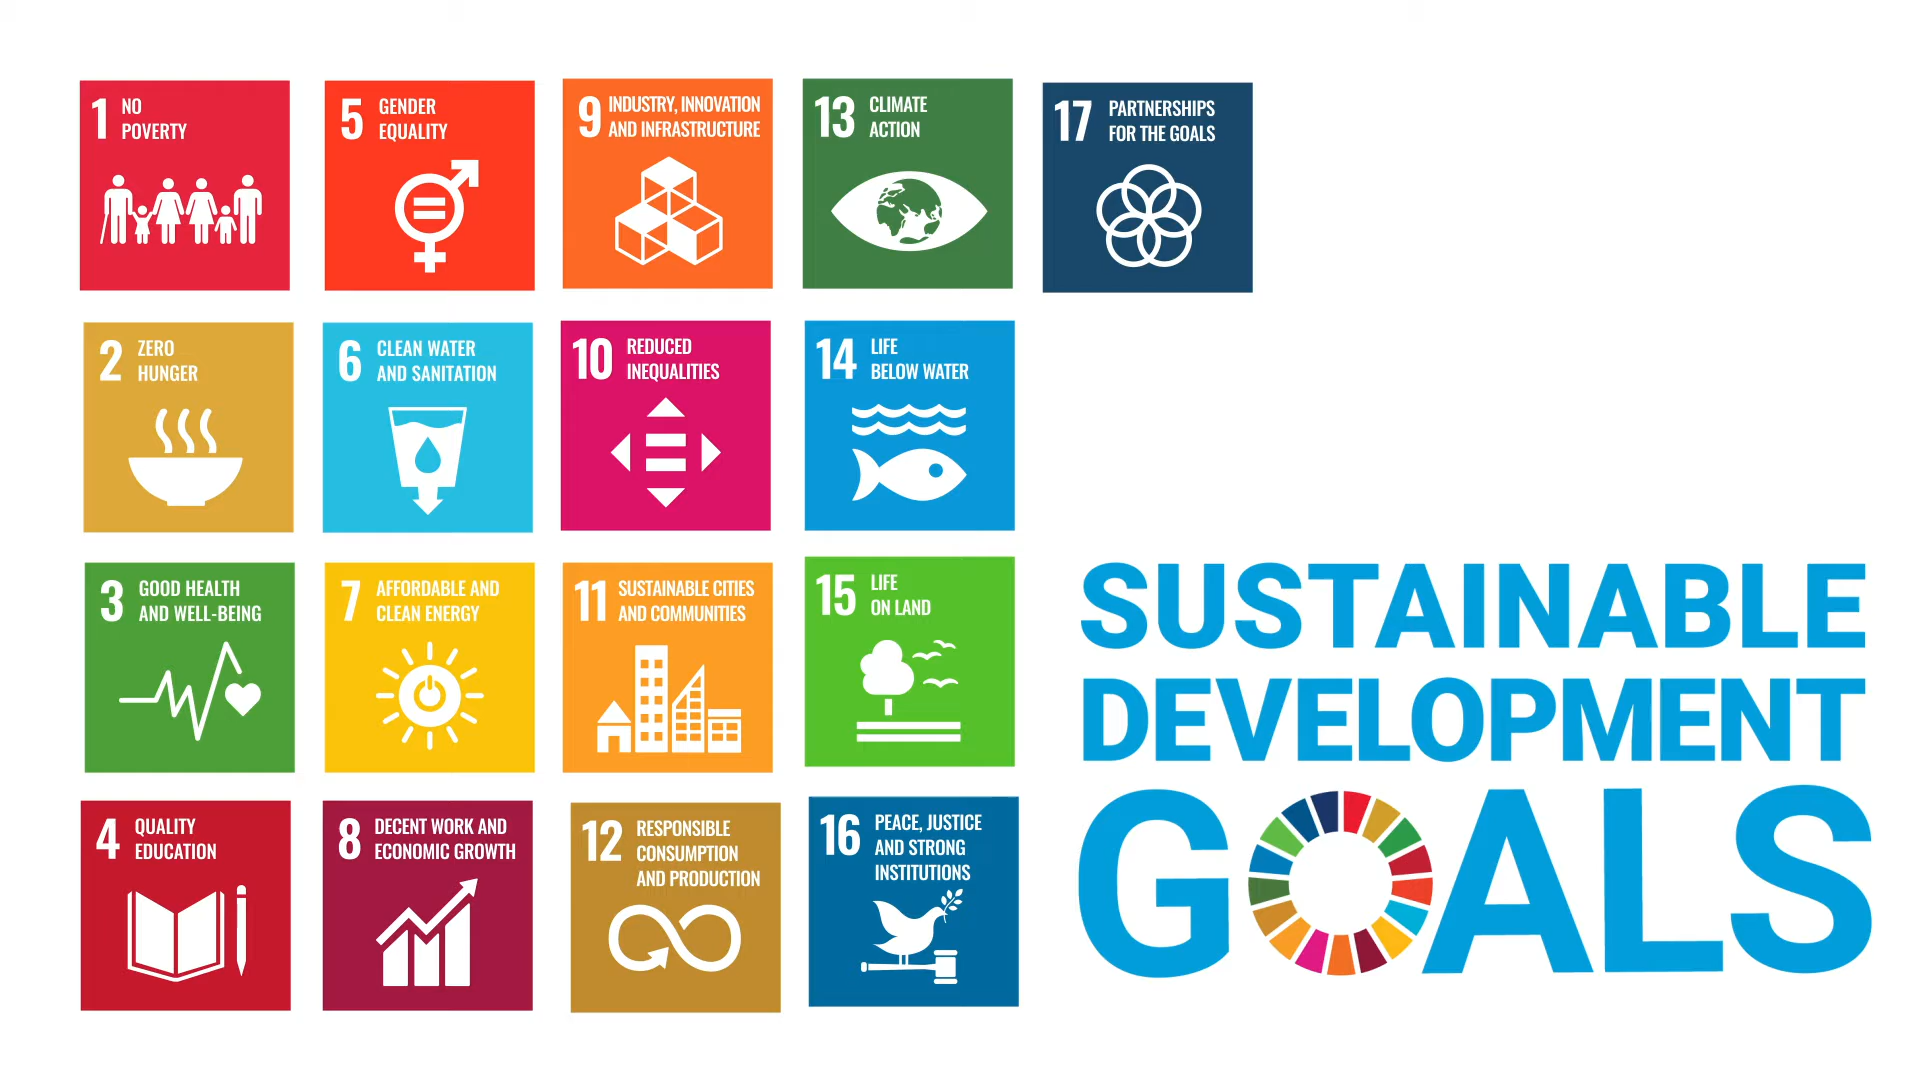 1 NO
POVERTY
5 GENDER
EQUALITY
9 INDUSTRY, INNOVATION
AND INFRASTRUCTURE
13 CLIMATE
ACTION
17 PARTNERSHIPS
FOR THE GOALS
2 ZERO
HUNGER
6 CLEAN WATER
AND SANITATION
10 REDUCED
INEQUALITIES
14 LIFE
BELOW WATER
3 GOOD HEALTH
AND WELL-BEING
7 AFFORDABLE AND
CLEAN ENERGY
11 SUSTAINABLE CITIES
AND COMMUNITIES
15 LIFE
ON LAND
4 QUALITY
EDUCATION
8 DECENT WORK AND
ECONOMIC GROWTH
12 RESPONSIBLE
CONSUMPTION
AND PRODUCTION
16 PEACE, JUSTICE
AND STRONG
INSTITUTIONS
SUSTAINABLE
DEVELOPMENT
GOALS